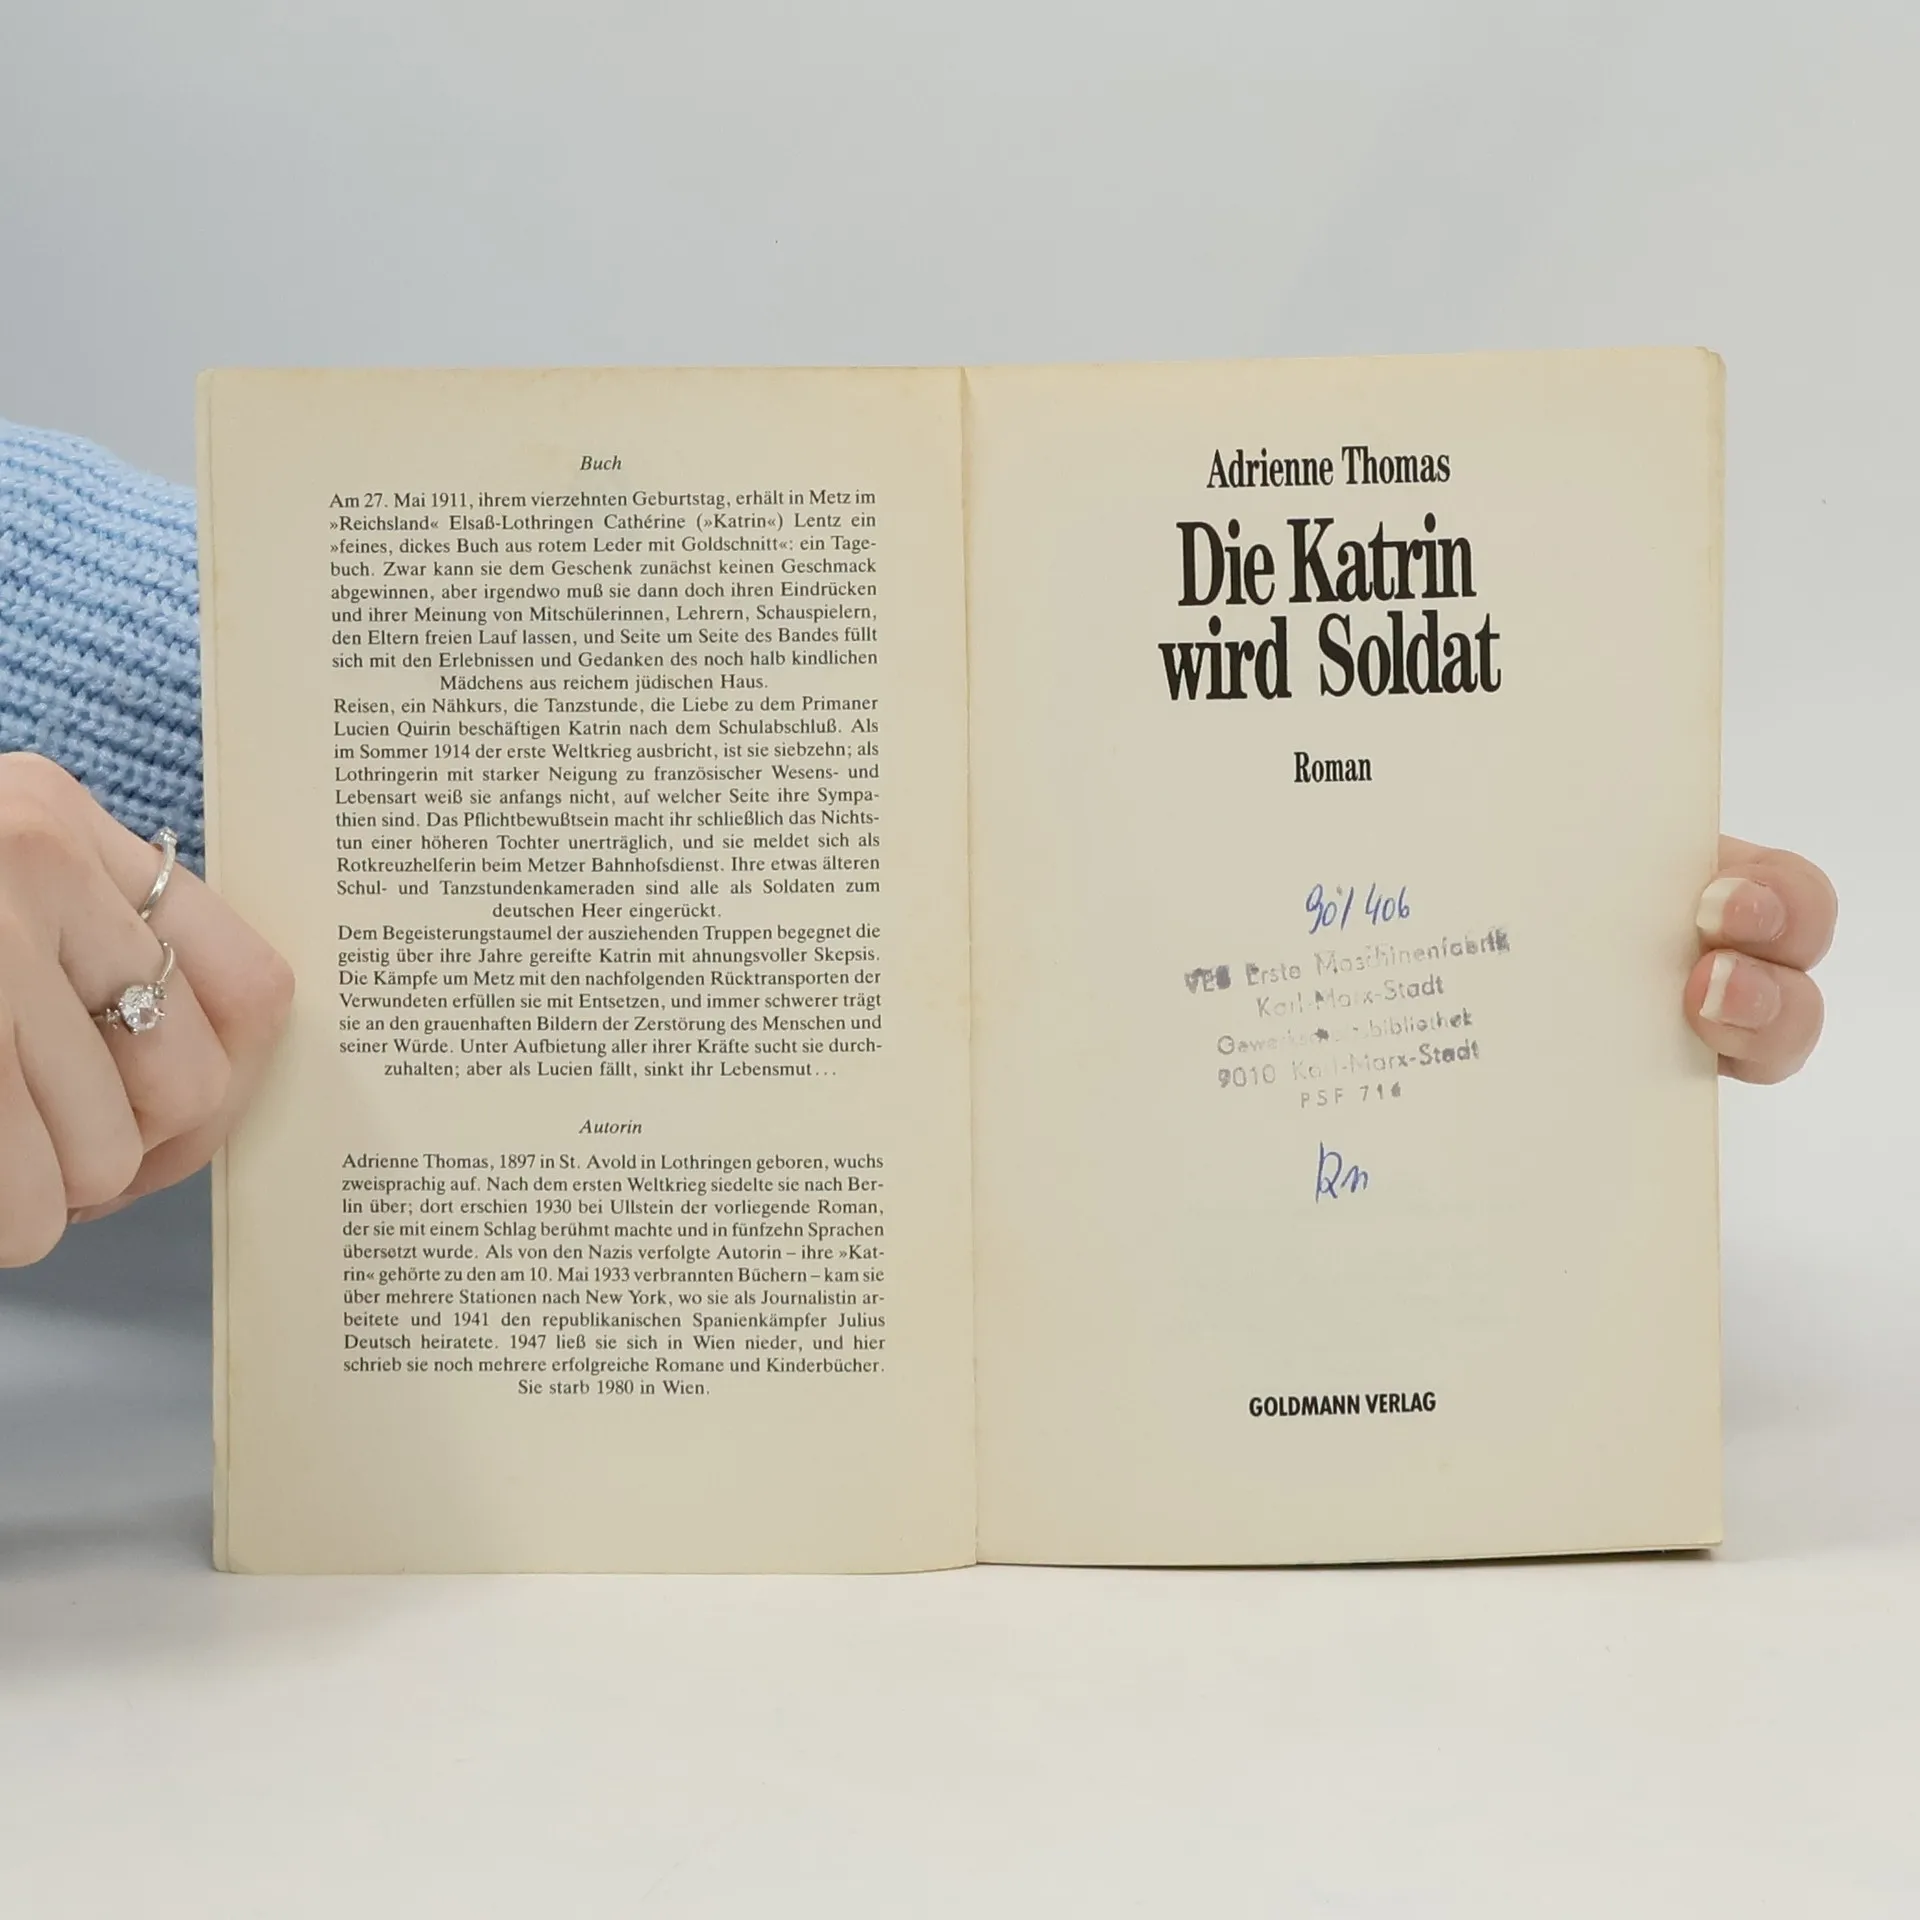 Buch
Am 27. Mai 1911, ihrem vierzehnten Geburtstag, erhält in Metz im
»Reichsland« Elsaß-Lothringen Cathérine (»Katrin«) Lentz ein
»feines, dickes Buch aus rotem Leder mit Goldschnitt«: ein Tage-
buch. Zwar kann sie dem Geschenk zunächst keinen Geschmack
abgewinnen, aber irgendwo muß sie dann doch ihren Eindrücken
und ihrer Meinung von Mitschülerinnen, Lehrern, Schauspielern,
den Eltern freien Lauf lassen, und Seite um Seite des Bandes füllt
sich mit den Erlebnissen und Gedanken des noch halb kindlichen
Mädchens aus reichem jüdischen Haus.
Reisen, ein Nähkurs, die Tanzstunde, die Liebe zu dem Primaner
Lucien Quirin beschäftigen Katrin nach dem Schulabschluß. Als
im Sommer 1914 der erste Weltkrieg ausbricht, ist sie siebzehn; als
Lothringerin mit starker Neigung zu französischer Wesens- und
Lebensart weiß sie anfangs nicht, auf welcher Seite ihre Sympa-
thien sind. Das Pflichtbewußtsein macht ihr schließlich das Nichts-
tun einer höheren Tochter unerträglich, und sie meldet sich als
Rotkreuzhelferin beim Metzer Bahnhofsdienst. Ihre etwas älteren
Schul- und Tanzstundenkameraden sind alle als Soldaten zum
deutschen Heer eingerückt.
Dem Begeisterungstaumel der ausziehenden Truppen begegnet die
geistig über ihre Jahre gereifte Katrin mit ahnungsvoller Skepsis.
Die Kämpfe um Metz mit den nachfolgenden Rücktransporten der
Verwundeten erfüllen sie mit Entsetzen, und immer schwerer trägt
sie an den grauenhaften Bildern der Zerstörung des Menschen und
seiner Würde. Unter Aufbietung aller ihrer Kräfte sucht sie durch-
zuhalten; aber als Lucien fällt, sinkt ihr Lebensmut...
Autorin
Adrienne Thomas, 1897 in St. Avold in Lothringen geboren, wuchs
zweisprachig auf. Nach dem ersten Weltkrieg siedelte sie nach Ber-
lin über; dort erschien 1930 bei Ullstein der vorliegende Roman,
der sie mit einem Schlag berühmt machte und in fünfzehn Sprachen
übersetzt wurde. Als von den Nazis verfolgte Autorin – ihre »Kat-
rin« gehörte zu den am 10. Mai 1933 verbrannten Büchern – kam sie
über mehrere Stationen nach New York, wo sie als Journalistin ar-
beitete und 1941 den republikanischen Spanienkämpfer Julius
Deutsch heiratete. 1947 ließ sie sich in Wien nieder, und hier
schrieb sie noch mehrere erfolgreiche Romane und Kinderbücher.
Sie starb 1980 in Wien.
Adrienne Thomas
Die Katrin
wird Soldat
Roman
90/406
VEB Erste Maschinenfabrik
Karl-Marx-Stadt
Gewerkschaftsbibliothek
9010 Karl-Marx-Stadt
PSF 716
GOLDMANN VERLAG